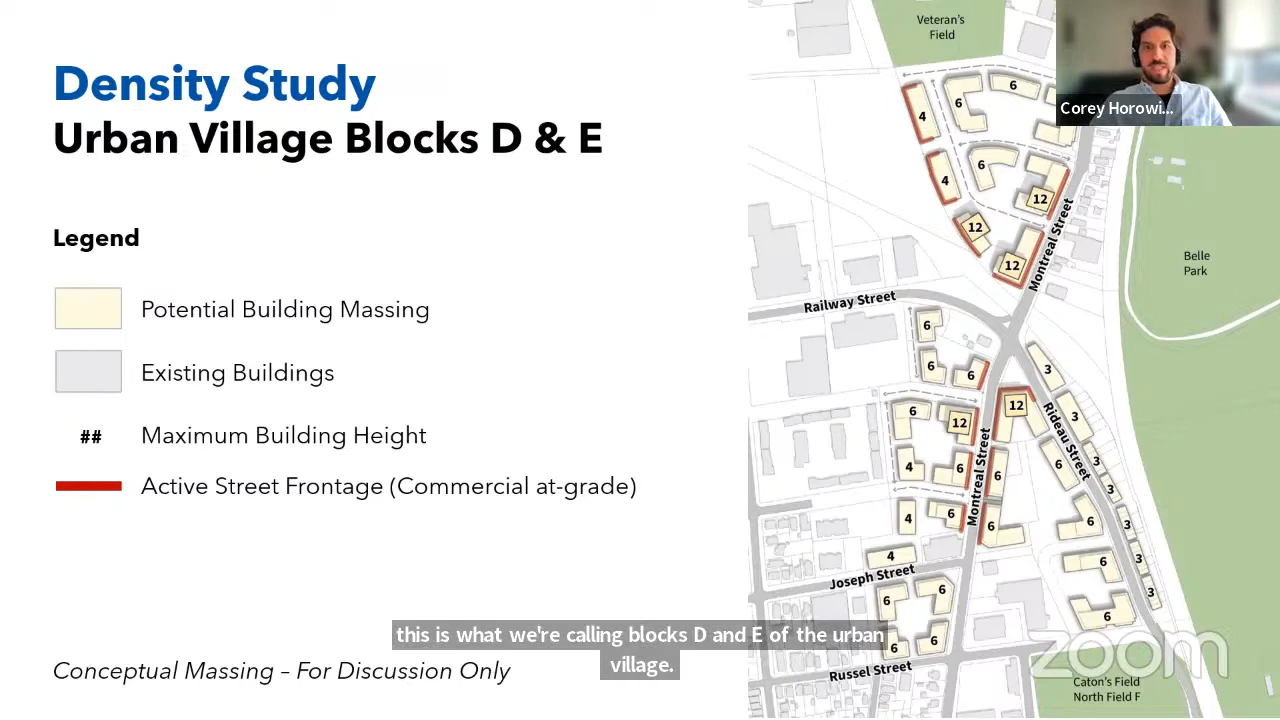 Density Study
Urban Village Blocks D & E
Legend
Potential Building Massing
Existing Buildings
## Maximum Building Height
Active Street Frontage (Commercial at-grade)
Conceptual Massing – For Discussion Only
this is what we're calling blocks D and E of the urban
village.
Corey Horowi...
Veteran's
Field
6
4
6
6
4
12
12
12
Montreal Street
Belle
Park
Railway Street
6
6
6
3
12
3
6
12
Rideau Street
4
6
6
6
3
3
4
6
6
6
3
4
6
3
Joseph Street
6
6
3
6
6
6
Russel Street
Montreal Street
Caton's Field
North Field F
zoom